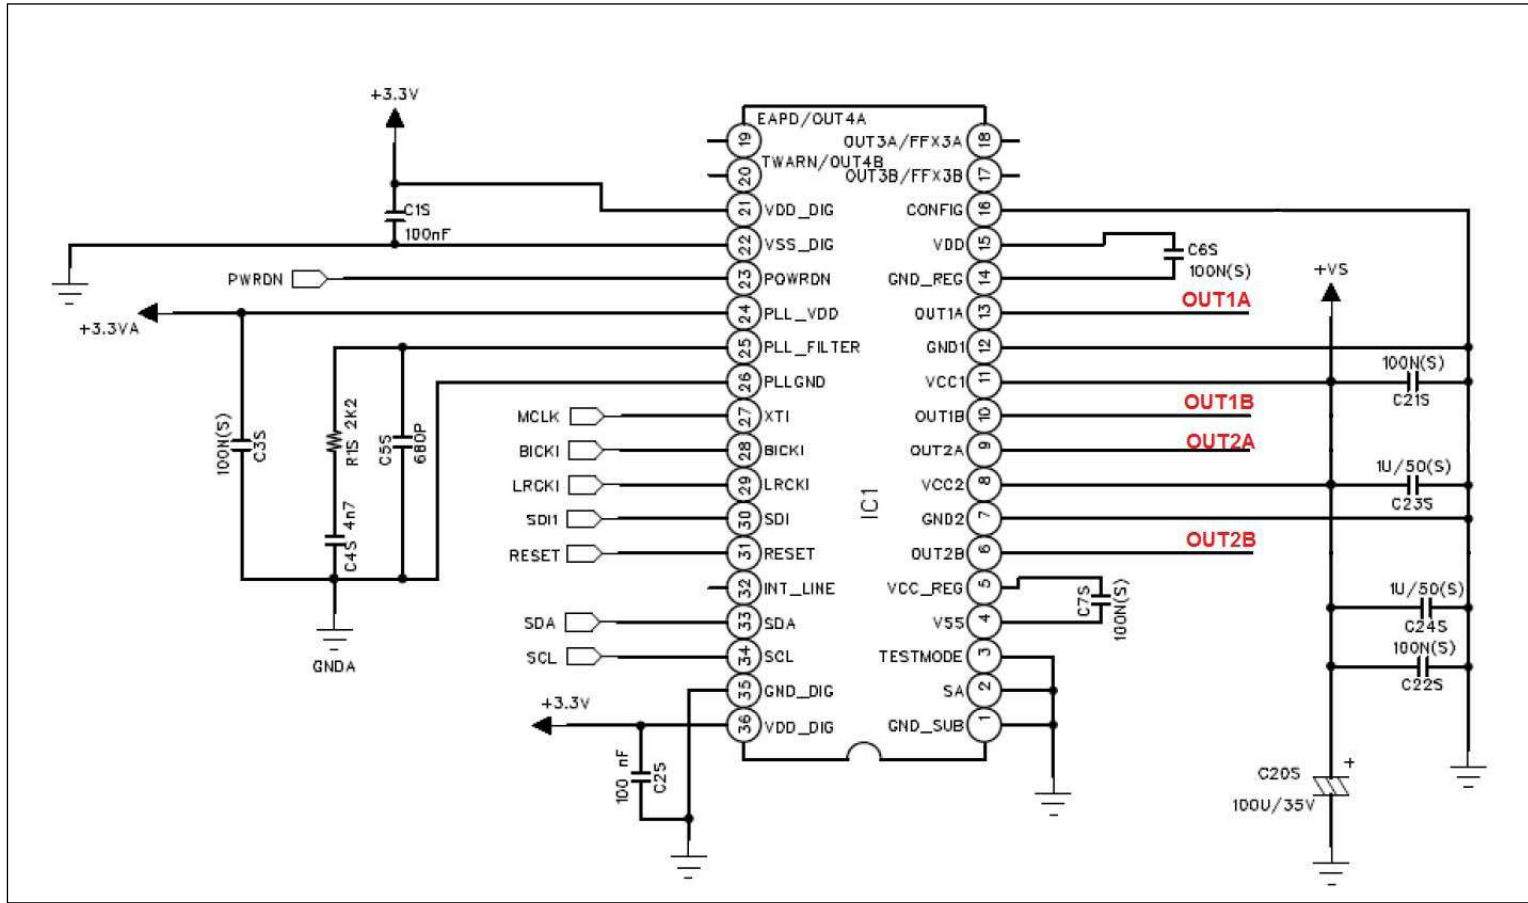 +3.3V
C1S
100nF
PWRDN
+3.3VA
100N(S)
C3S
R1S 2K2
C4S 4n7
C5S
680P
GNDA
MCLK
BICKI
LRCKI
SDI1
RESET
SDA
SCL
+3.3V
100 nF
C2S
EAPD/OUT4A
19
TWARN/OUT4B
20
21 VDD_DIG
22 VSS_DIG
23 POWRDN
24 PLL_VDD
25 PLL_FILTER
26 PLLGND
27 XTI
28 BICKI
29 LRCKI
30 SDI
31 RESET
32 INT_LINE
33 SDA
34 SCL
35 GND_DIG
36 VDD_DIG
IC1
OUT3A/FFX3A 18
OUT3B/FFX3B 17
CONFIG 16
VDD 15
GND_REG 14
OUT1A 13
GND1 12
VCC1 11
OUT1B 10
OUT2A 9
VCC2 8
GND2 7
OUT2B 6
VCC_REG 5
VSS 4
TESTMODE 3
SA 2
GND_SUB 1
C6S
100N(S)
OUT1A
OUT1B
OUT2A
OUT2B
C7S
100N(S)
+VS
100N(S)
C21S
1U/50(S)
C23S
1U/50(S)
C24S
100N(S)
C22S
C20S
+
100U/35V